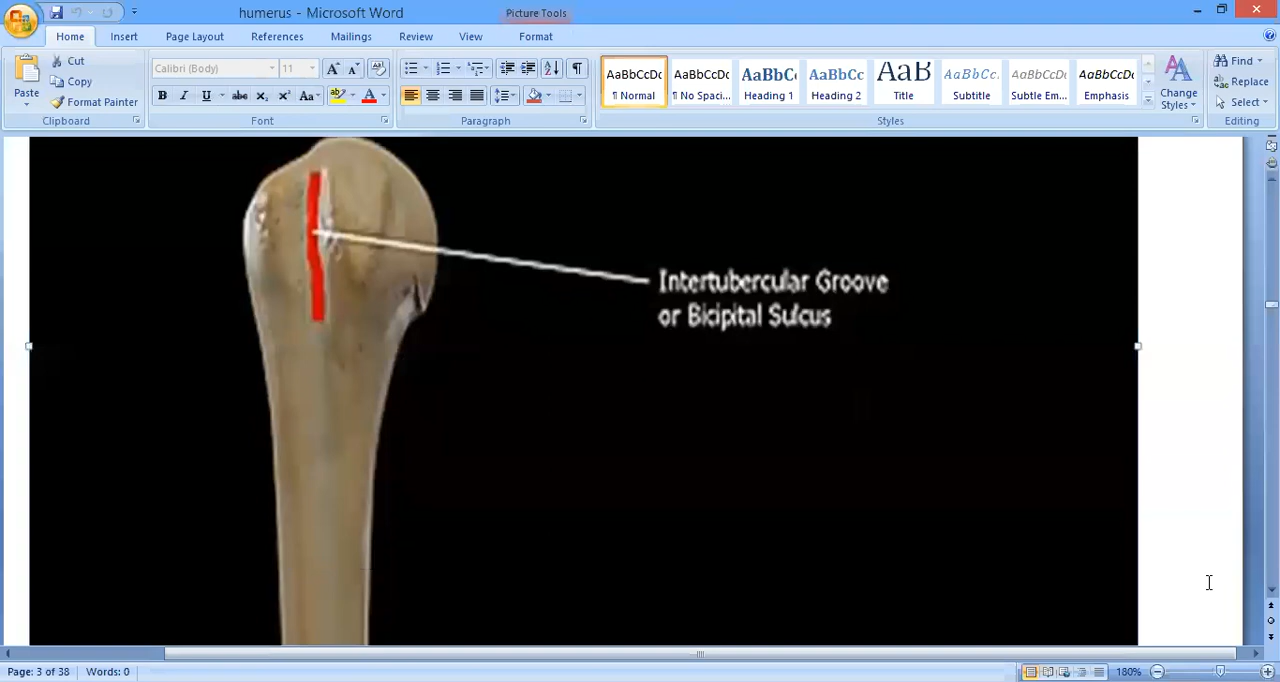 humerus - Microsoft Word
Picture Tools
Home Insert Page Layout References Mailings Review View Format
Paste
Cut
Copy
Format Painter
Clipboard
Calibri (Body) 11
Font
Paragraph
AaBbCcDc AaBbCcDc AaBbC AaBbCc AaB AaBbCc. AaBbCcDc AaBbCcDc
¶ Normal ¶ No Spaci... Heading 1 Heading 2 Title Subtitle Subtle Em... Emphasis
Styles
Change
Styles
Find
Replace
Select
Editing
Intertubercular Groove
or Bicipital Sulcus
Page: 3 of 38 Words: 0 180%